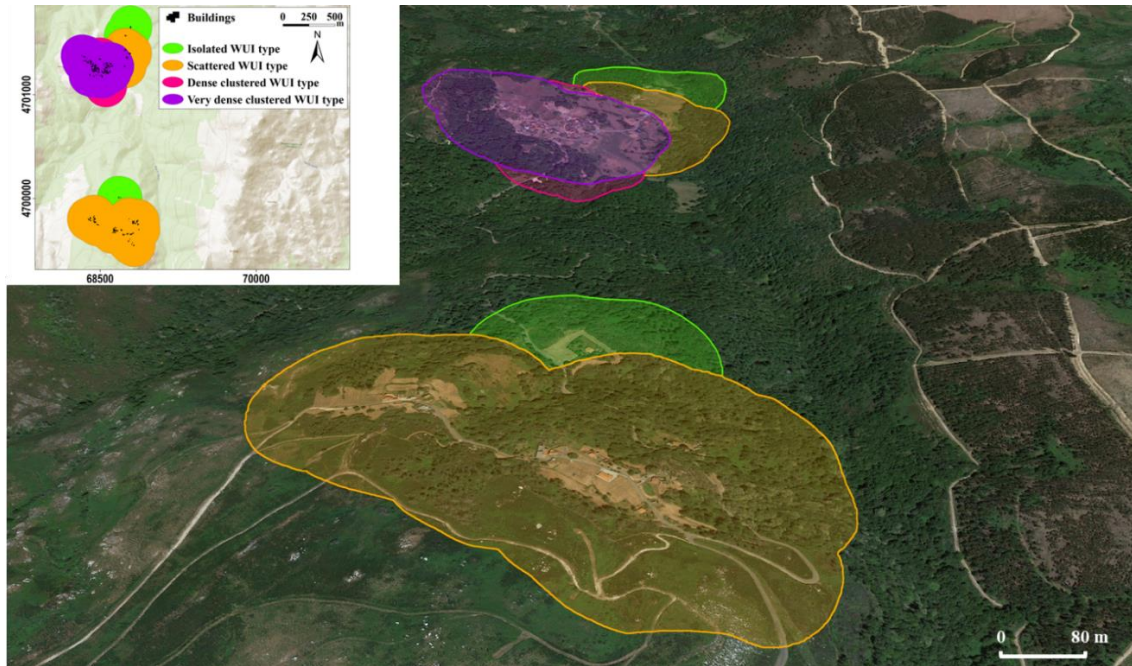 Buildings
0 250 500
m
N
Isolated WUI type
Scattered WUI type
Dense clustered WUI type
Very dense clustered WUI type
4701000
4700000
68500 70000
0 80 m